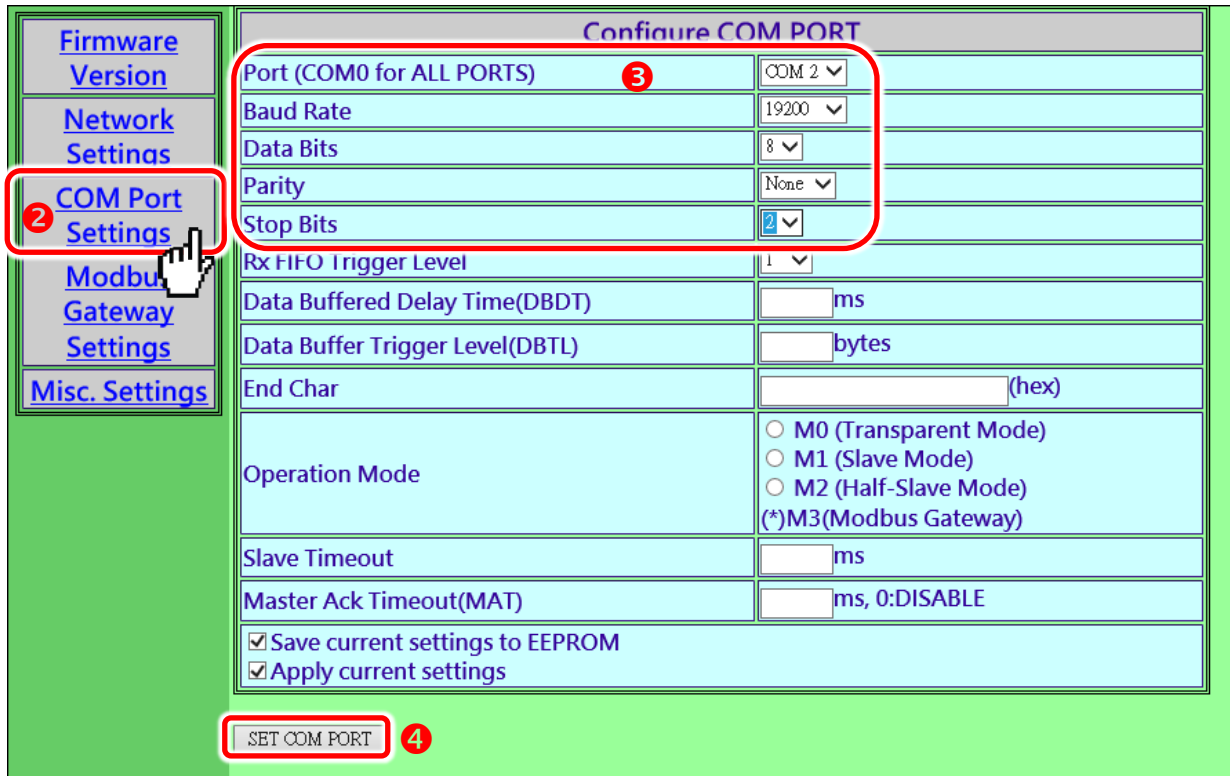 Firmware
Version
Network
Settings
2
COM Port
Settings
Modbu
Gateway
Settings
Misc. Settings
Configure COM PORT
3
Port (COM0 for ALL PORTS) COM 2
Baud Rate 19200
Data Bits 8
Parity None
Stop Bits 2
Rx FIFO Trigger Level 1
Data Buffered Delay Time(DBDT) ms
Data Buffer Trigger Level(DBTL) bytes
End Char (hex)
Operation Mode
M0 (Transparent Mode)
M1 (Slave Mode)
M2 (Half-Slave Mode)
(*)M3(Modbus Gateway)
Slave Timeout ms
Master Ack Timeout(MAT) ms, 0:DISABLE
Save current settings to EEPROM
Apply current settings
SET COM PORT 4